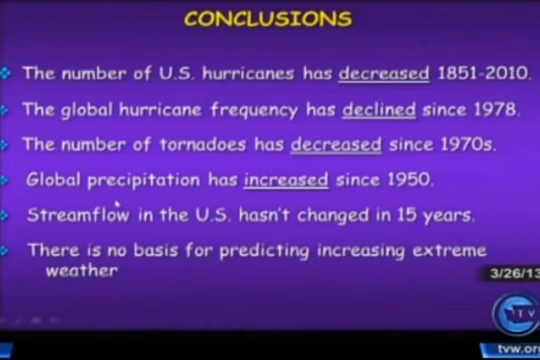 CONCLUSIONS
The number of U.S. hurricanes has decreased 1851-2010.
The global hurricane frequency has declined since 1978.
The number of tornadoes has decreased since 1970s.
Global precipitation has increased since 1950.
Streamflow in the U.S. hasn't changed in 15 years.
There is no basis for predicting increasing extreme
weather
3/26/13
TV
tvw.org